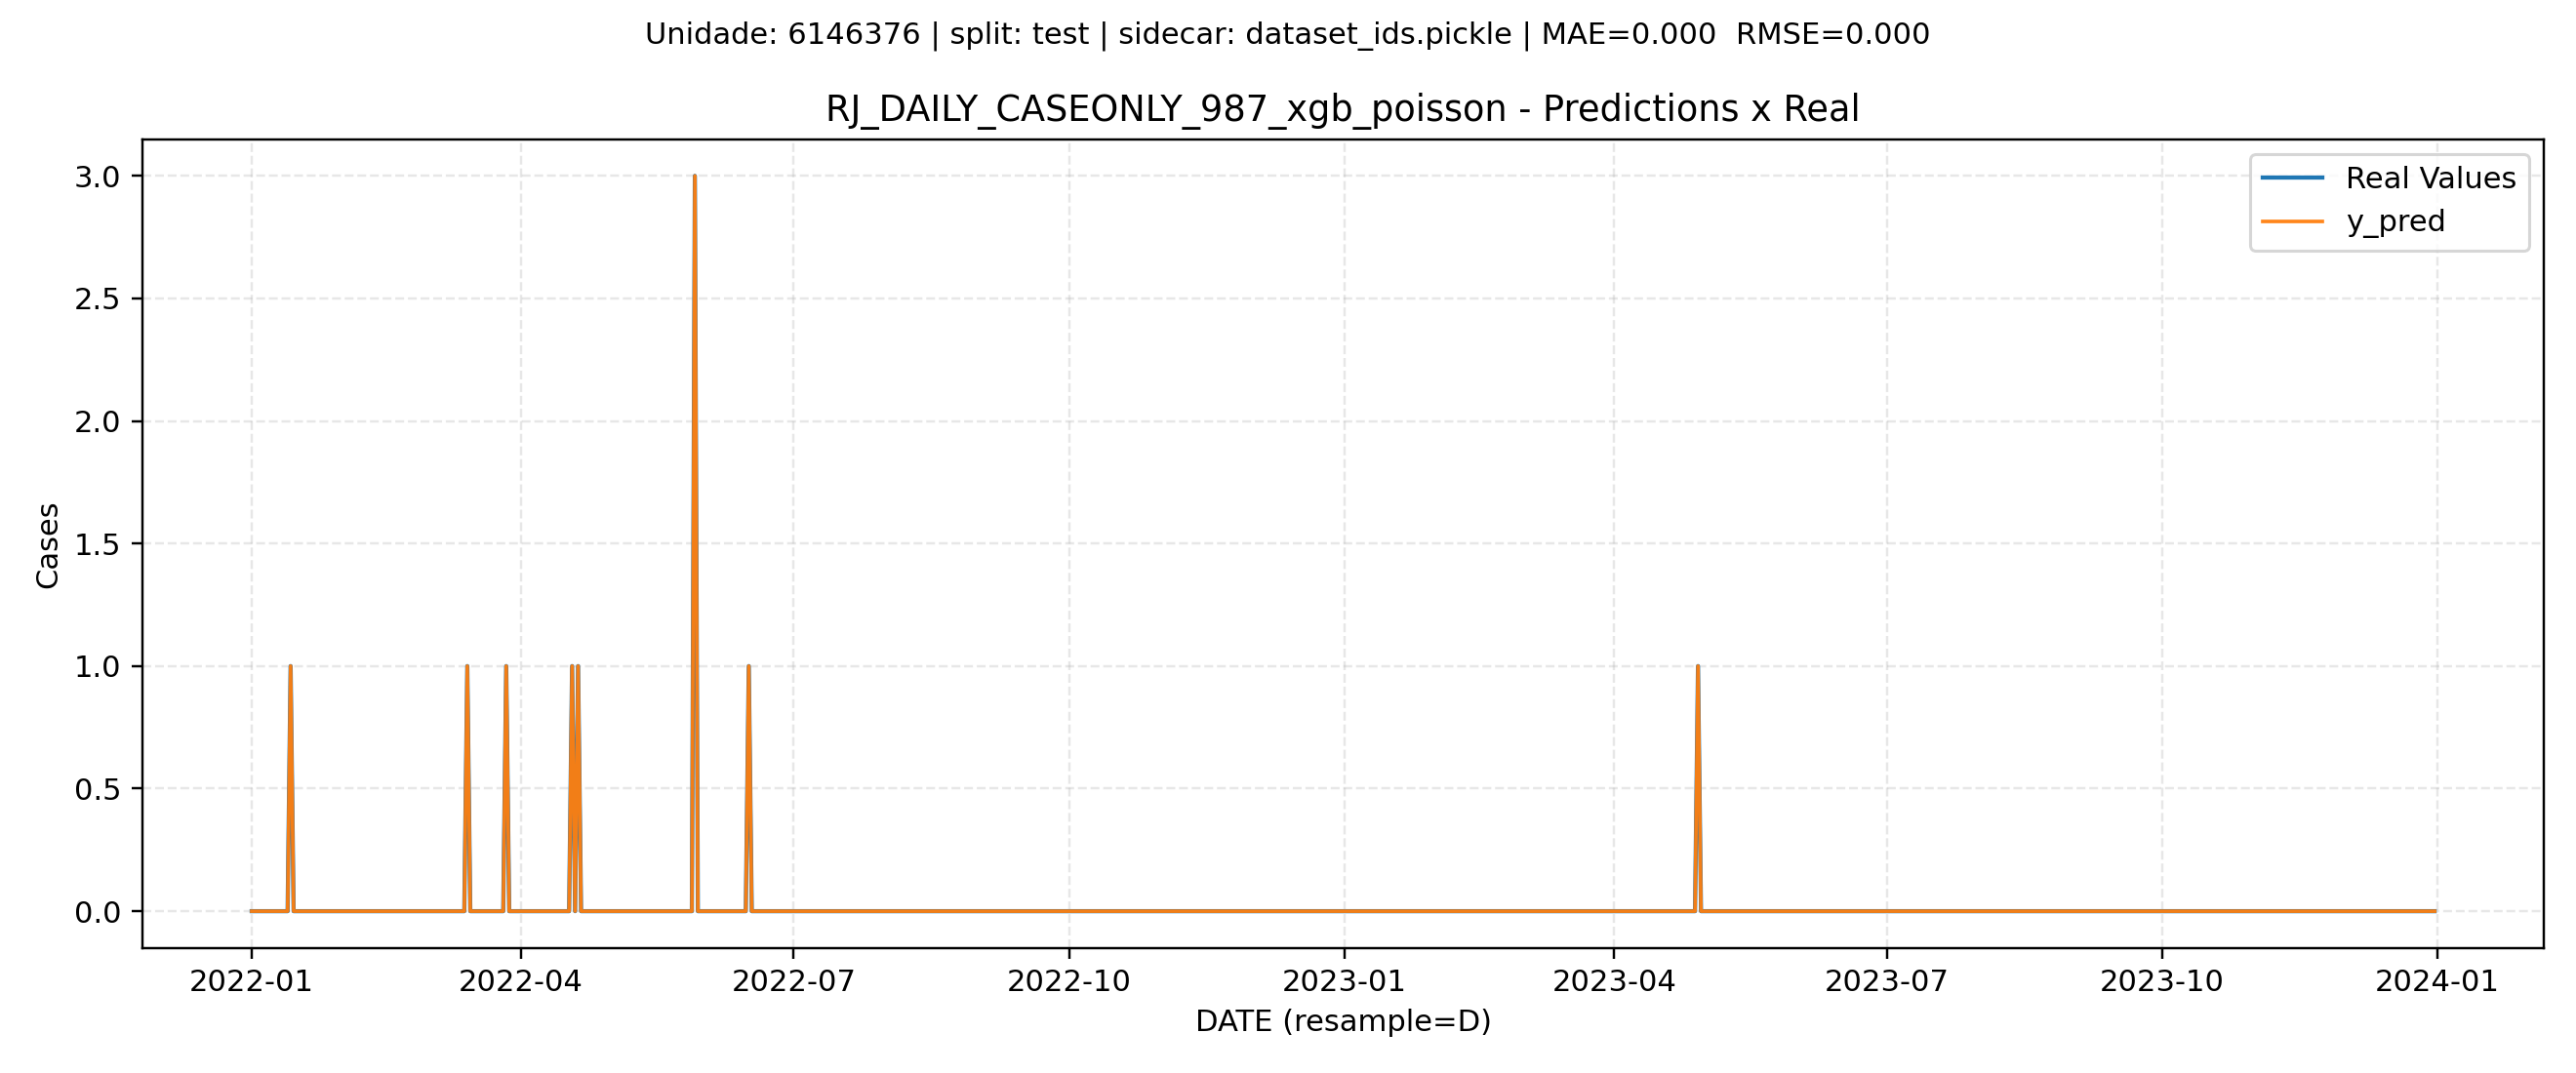 Unidade: 6146376 | split: test | sidecar: dataset_ids.pickle | MAE=0.000  RMSE=0.000
RJ_DAILY_CASEONLY_987_xgb_poisson - Predictions x Real
Real Values
y_pred
Cases
3.0
2.5
2.0
1.5
1.0
0.5
0.0
2022-01 2022-04 2022-07 2022-10 2023-01 2023-04 2023-07 2023-10 2024-01
DATE (resample=D)